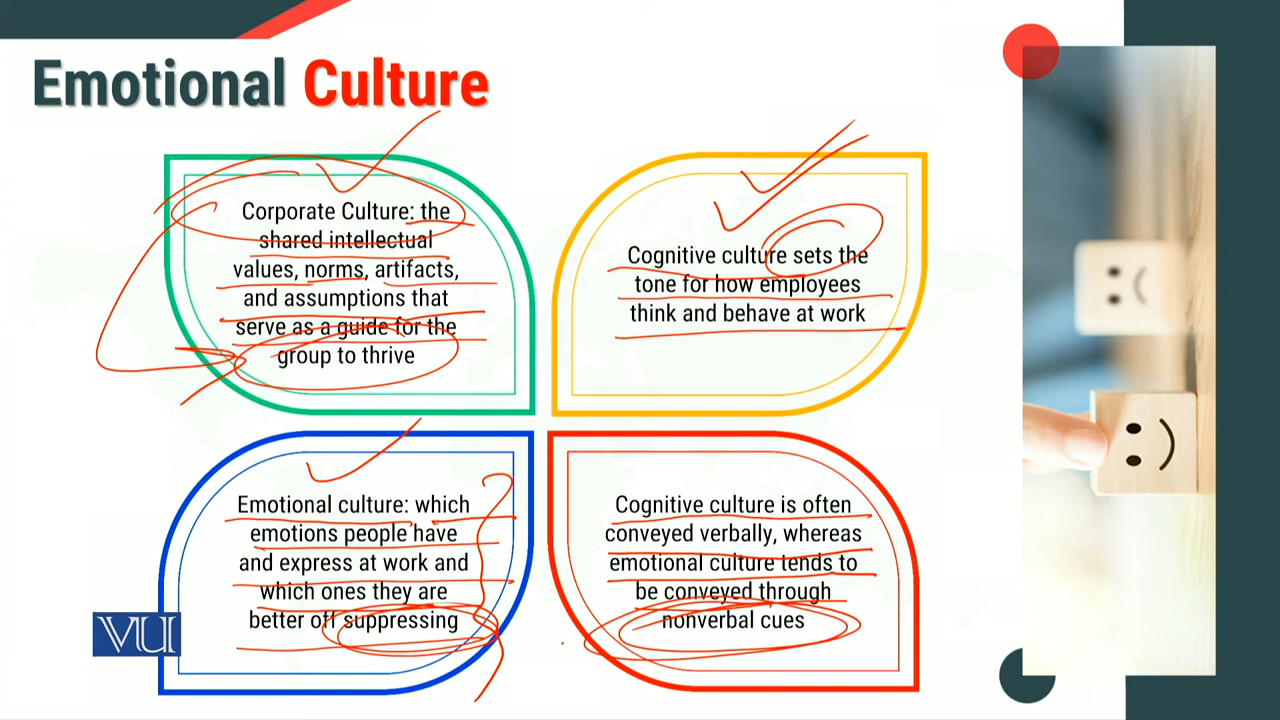 Emotional Culture
Corporate Culture: the
shared intellectual
values, norms, artifacts,
and assumptions that
serve as a guide for the
group to thrive
Cognitive culture sets the
tone for how employees
think and behave at work
Emotional culture: which
emotions people have
and express at work and
which ones they are
better off suppressing
Cognitive culture is often
conveyed verbally, whereas
emotional culture tends to
be conveyed through
nonverbal cues
VU